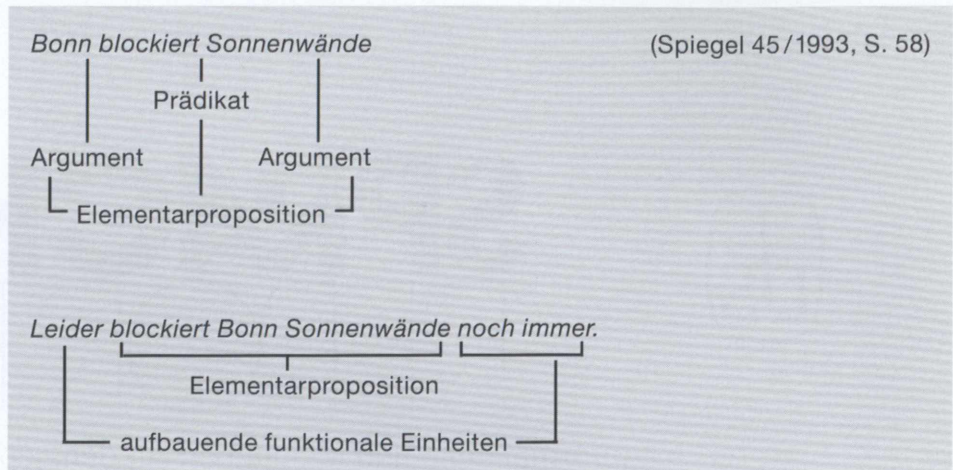 Bonn blockiert Sonnenwände (Spiegel 45/1993, S. 58)
Prädikat
Argument Argument
Elementarproposition
Leider blockiert Bonn Sonnenwände noch immer.
Elementarproposition
aufbauende funktionale Einheiten